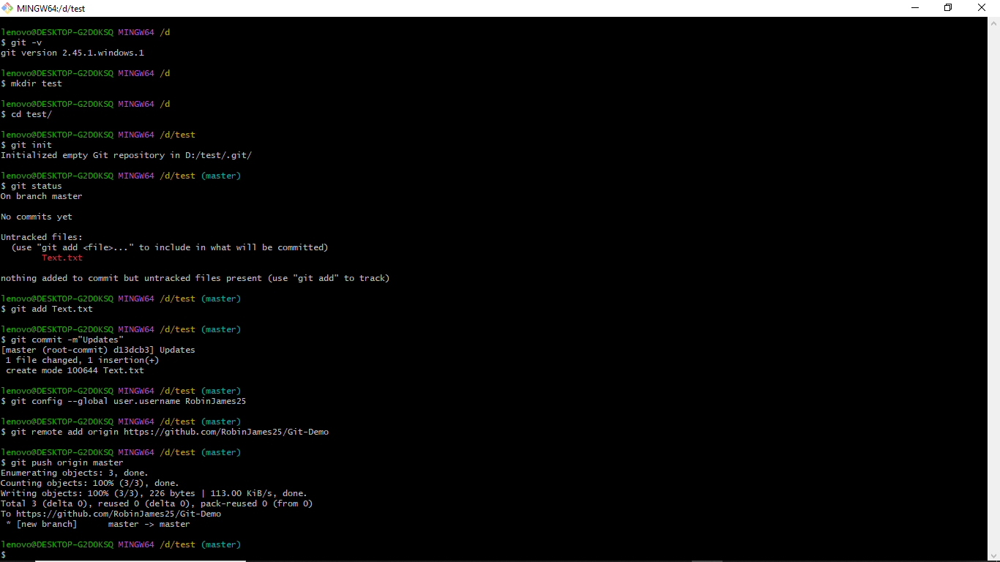 MINGW64:/d/test
lenovo@DESKTOP-G2D0KSQ MINGW64 /d
$ git -v
git version 2.45.1.windows.1
lenovo@DESKTOP-G2D0KSQ MINGW64 /d
$ mkdir test
lenovo@DESKTOP-G2D0KSQ MINGW64 /d
$ cd test/
lenovo@DESKTOP-G2D0KSQ MINGW64 /d/test
$ git init
Initialized empty Git repository in D:/test/.git/
lenovo@DESKTOP-G2D0KSQ MINGW64 /d/test (master)
$ git status
On branch master
No commits yet
Untracked files:
  (use "git add <file>..." to include in what will be committed)
        Text.txt
nothing added to commit but untracked files present (use "git add" to track)
lenovo@DESKTOP-G2D0KSQ MINGW64 /d/test (master)
$ git add Text.txt
lenovo@DESKTOP-G2D0KSQ MINGW64 /d/test (master)
$ git commit -m"Updates"
[master (root-commit) d13dcb3] Updates
 1 file changed, 1 insertion(+)
 create mode 100644 Text.txt
lenovo@DESKTOP-G2D0KSQ MINGW64 /d/test (master)
$ git config --global user.username RobinJames25
lenovo@DESKTOP-G2D0KSQ MINGW64 /d/test (master)
$ git remote add origin https://github.com/RobinJames25/Git-Demo
lenovo@DESKTOP-G2D0KSQ MINGW64 /d/test (master)
$ git push origin master
Enumerating objects: 3, done.
Counting objects: 100% (3/3), done.
Writing objects: 100% (3/3), 226 bytes | 113.00 KiB/s, done.
Total 3 (delta 0), reused 0 (delta 0), pack-reused 0 (from 0)
To https://github.com/RobinJames25/Git-Demo
 * [new branch]      master -> master
lenovo@DESKTOP-G2D0KSQ MINGW64 /d/test (master)
$